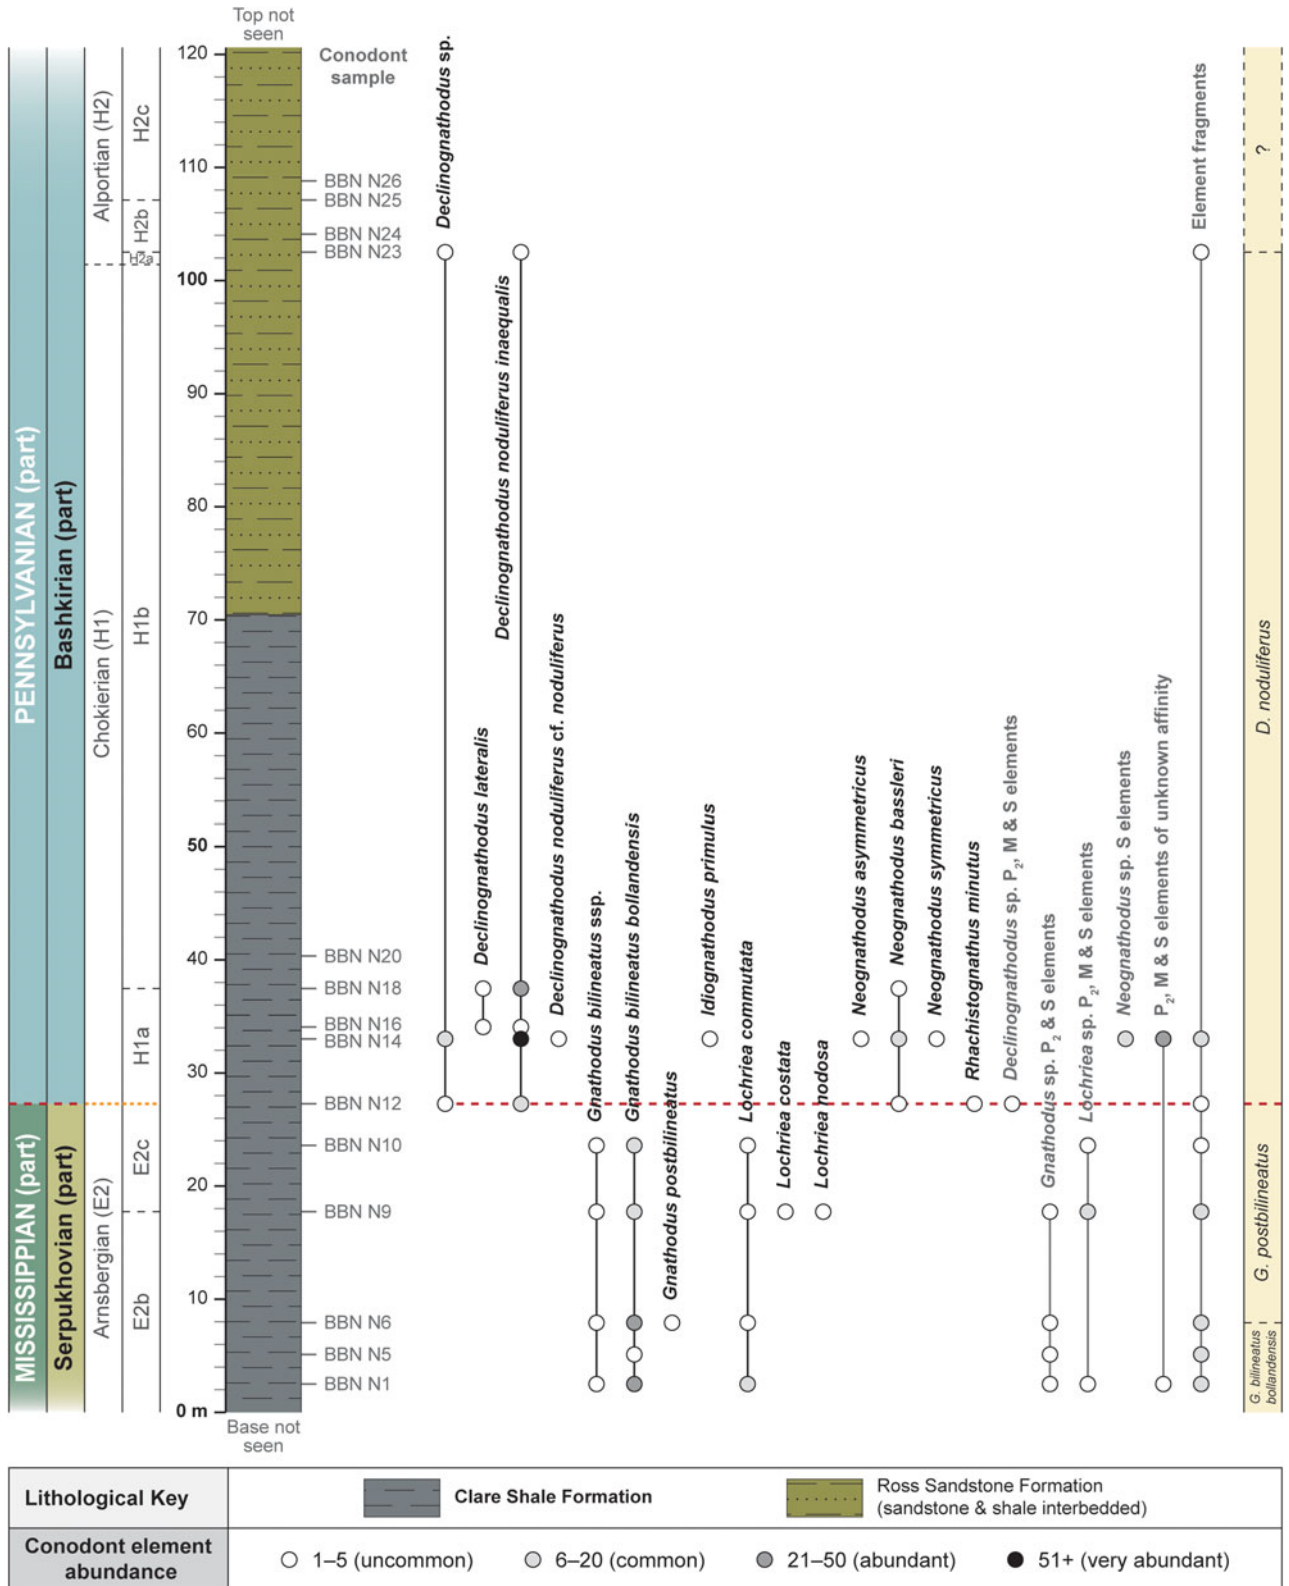 Top not
seen
Conodont
sample
PENNSYLVANIAN (part)
MISSISSIPPIAN (part)
Bashkirian (part)
Serpukhovian (part)
Alportian (H2)
Chokierian (H1)
Arnsbergian (E2)
H2c
H2b
H2a
H1b
H1a
E2c
E2b
120
110
100
90
80
70
60
50
40
30
20
10
0 m
Base not
seen
BBN N26
BBN N25
BBN N24
BBN N23
BBN N20
BBN N18
BBN N16
BBN N14
BBN N12
BBN N10
BBN N9
BBN N6
BBN N5
BBN N1
Declinognathodus sp.
Declinognathodus lateralis
Declinognathodus noduliferus inaequalis
Declinognathodus noduliferus cf. noduliferus
Gnathodus bilineatus ssp.
Gnathodus bilineatus bollandensis
Gnathodus postbilineatus
Idiognathodus primulus
Lochriea commutata
Lochriea costata
Lochriea nodosa
Neognathodus asymmetricus
Neognathodus bassleri
Neognathodus symmetricus
Rhachistognathus minutus
Declinognathodus sp. P₂, M & S elements
Gnathodus sp. P₂ & S elements
Lochriea sp. P₂, M & S elements
Neognathodus sp. S elements
P₂, M & S elements of unknown affinity
Element fragments
?
D. noduliferus
G. postbilineatus
G. bilineatus
bollandensis
Lithological Key
Clare Shale Formation
Ross Sandstone Formation
(sandstone & shale interbedded)
Conodont element
abundance
1–5 (uncommon)
6–20 (common)
21–50 (abundant)
51+ (very abundant)